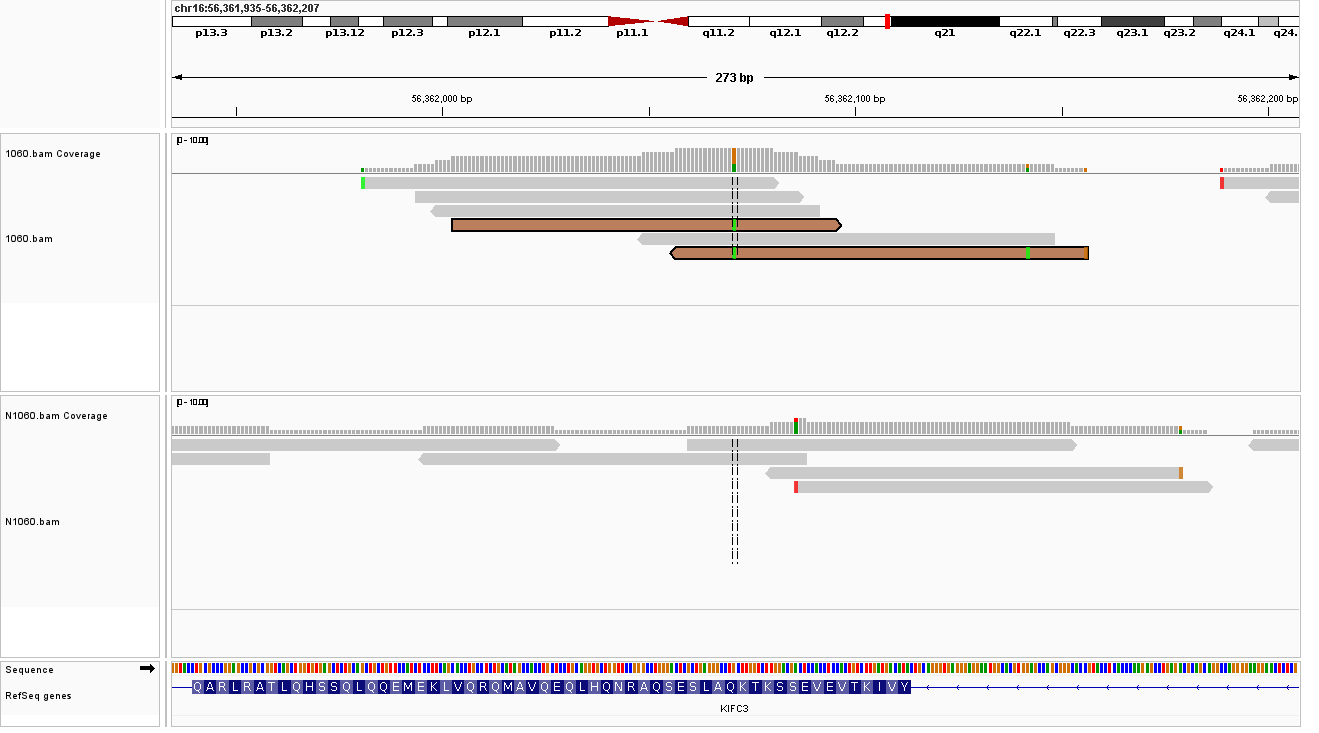 chr16:56,361,935-56,362,207
p13.3 p13.2 p13.12 p12.3 p12.1 p11.2 p11.1 q11.2 q12.1 q12.2 q21 q22.1 q22.3 q23.1 q23.2 q24.1 q24.
273 bp
56,362,000 bp 56,362,100 bp 56,362,200 bp
[0 - 10.00]
1060.bam Coverage
1060.bam
[0 - 10.00]
N1060.bam Coverage
N1060.bam
Sequence
RefSeq genes
Q A R L R A T L Q H S S Q L Q Q E M E K L V Q R Q M A V Q E Q L H Q N R A Q S E S L A Q K T K S S E V E V T K I V Y
KIFC3